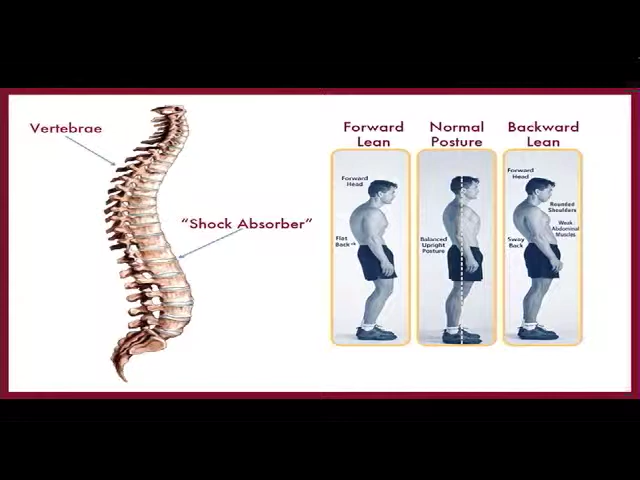 Vertebrae
"Shock Absorber"
Forward
Lean
Normal
Posture
Backward
Lean
Forward
Head
Flat
Back
Balanced
Upright
Posture
Forward
Head
Rounded
Shoulders
Weak
Abdominal
Muscles
Sway
Back